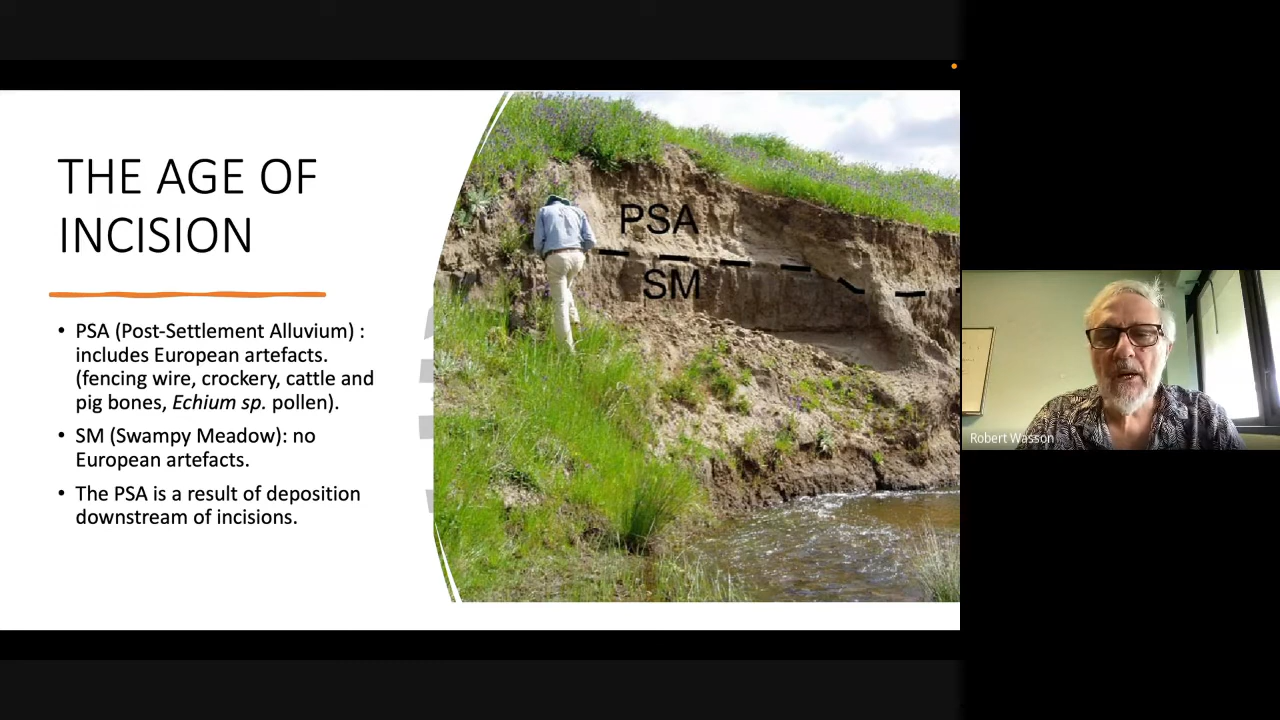 THE AGE OF
INCISION
• PSA (Post-Settlement Alluvium) :
includes European artefacts.
(fencing wire, crockery, cattle and
pig bones, Echium sp. pollen).
• SM (Swampy Meadow): no
European artefacts.
• The PSA is a result of deposition
downstream of incisions.
PSA
SM
Robert Wasson